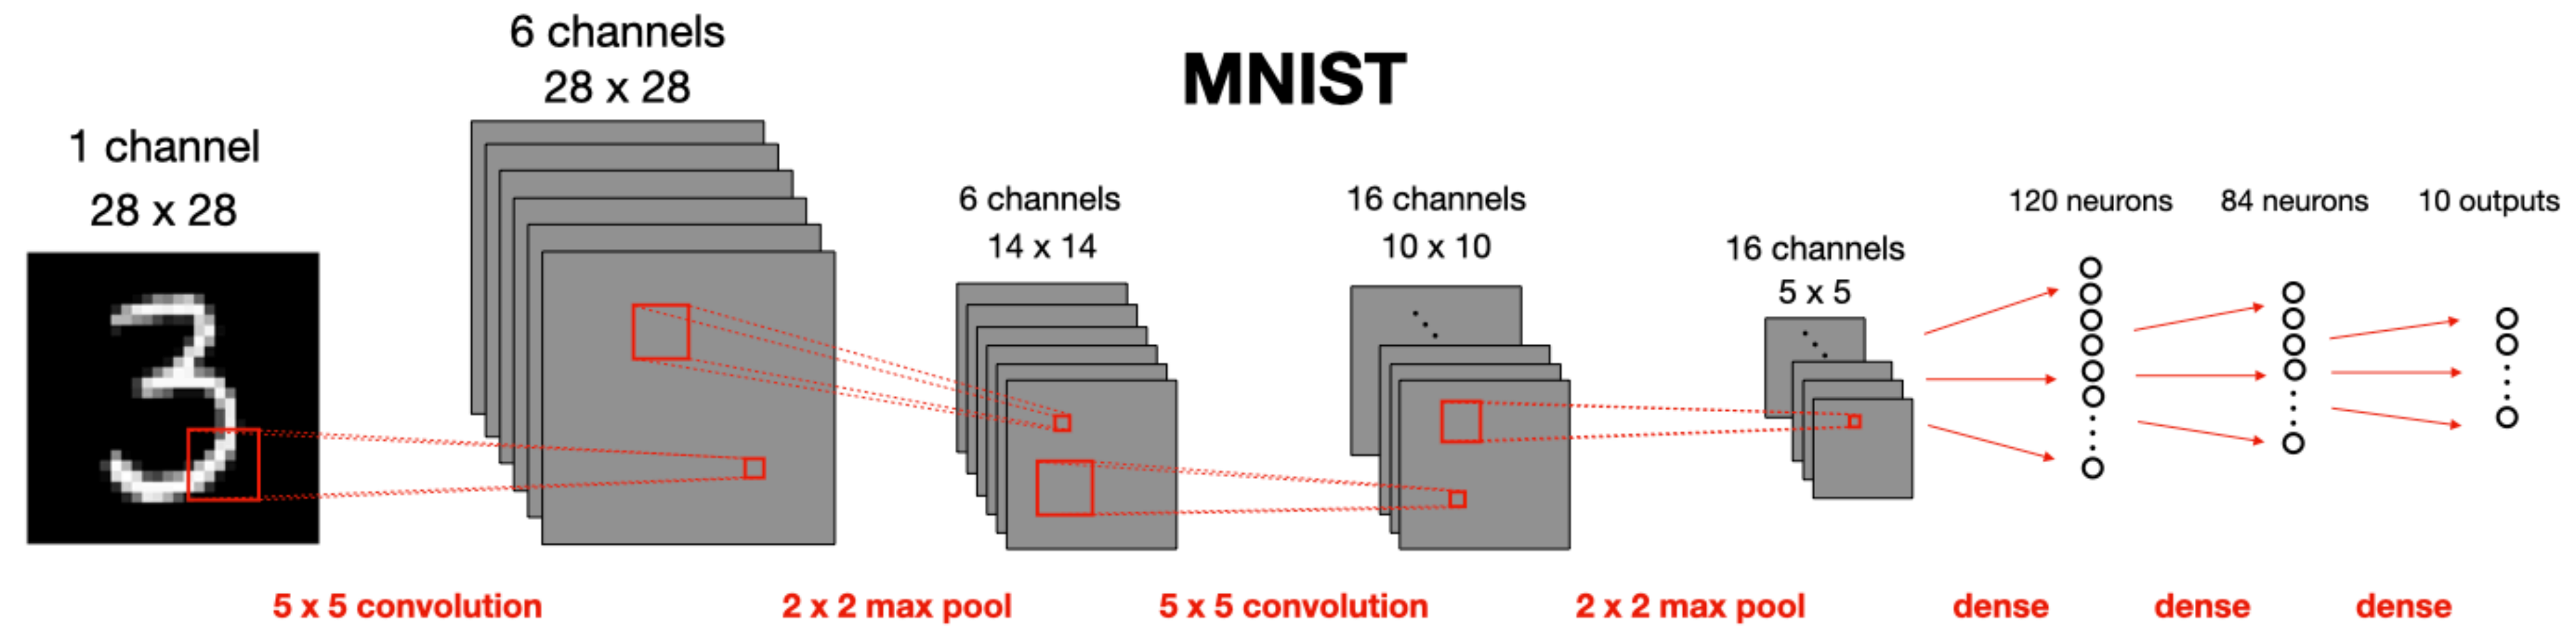 MNIST
1 channel
28 x 28
6 channels
28 x 28
6 channels
14 x 14
16 channels
10 x 10
16 channels
5 x 5
120 neurons
84 neurons
10 outputs
5 x 5 convolution
2 x 2 max pool
5 x 5 convolution
2 x 2 max pool
dense
dense
dense